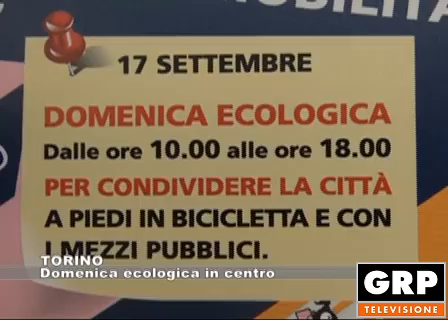 MOBILITÀ
17 SETTEMBRE
DOMENICA ECOLOGICA
Dalle ore 10.00 alle ore 18.00
PER CONDIVIDERE LA CITTÀ
A PIEDI IN BICICLETTA E CON
I MEZZI PUBBLICI.
TORINO
Domenica ecologica in centro
GRP
TELEVISIONE